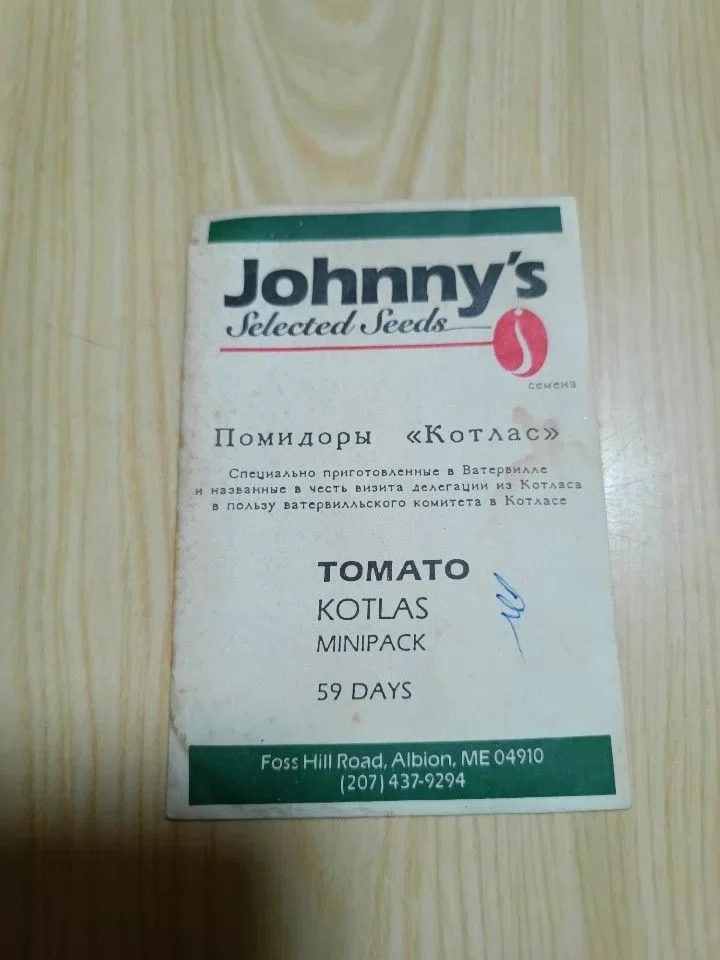 Johnny's
Selected Seeds
семена
Помидоры «Котлас»
Специально приготовленные в Ватервилле
и названные в честь визита делегации из Котласа
в пользу ватервилльского комитета в Котласе
TOMATO
KOTLAS
MINIPACK
59 DAYS
Foss Hill Road, Albion, ME 04910
(207) 437-9294